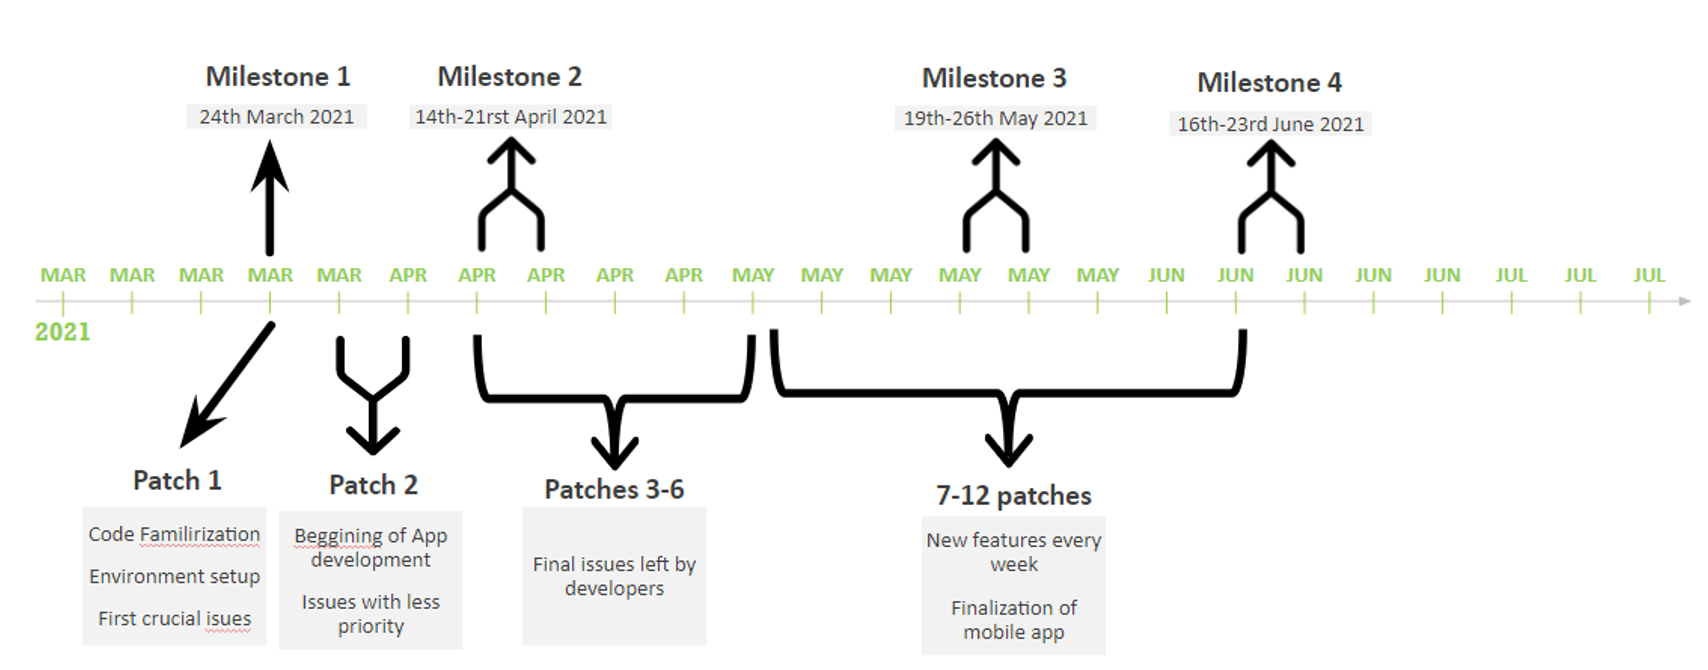 Milestone 1
24th March 2021
Milestone 2
14th-21rst April 2021
Milestone 3
19th-26th May 2021
Milestone 4
16th-23rd June 2021
MAR MAR MAR MAR MAR APR APR APR APR APR MAY MAY MAY MAY MAY MAY JUN JUN JUN JUN JUN JUL JUL JUL
2021
Patch 1
Code Familirization
Environment setup
First crucial isues
Patch 2
Beggining of App
development
Issues with less
priority
Patches 3-6
Final issues left by
developers
7-12 patches
New features every
week
Finalization of
mobile app